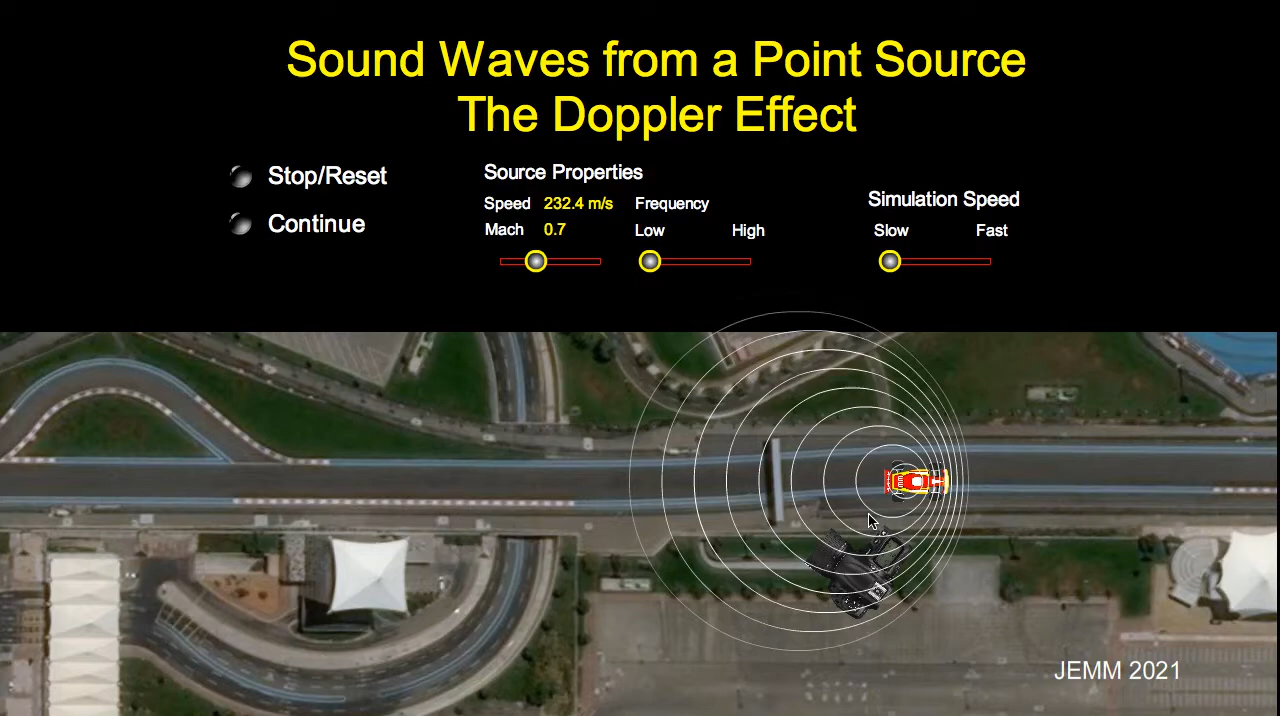 Sound Waves from a Point Source
The Doppler Effect
Stop/Reset
Continue
Source Properties
Speed 232.4 m/s Frequency
Mach 0.7 Low High
Simulation Speed
Slow Fast
JEMM 2021